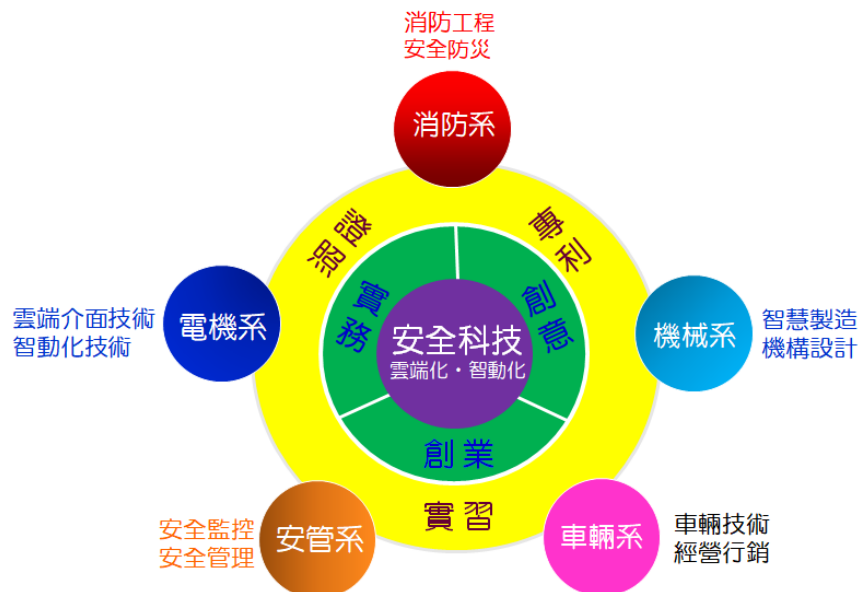 消防工程
安全防災
消防系
證照
專利
實務
創意
雲端介面技術
智動化技術
電機系
安全科技
雲端化・智動化
機械系
智慧製造
機構設計
創業
實習
安全監控
安全管理
安管系
車輛系
車輛技術
經營行銷